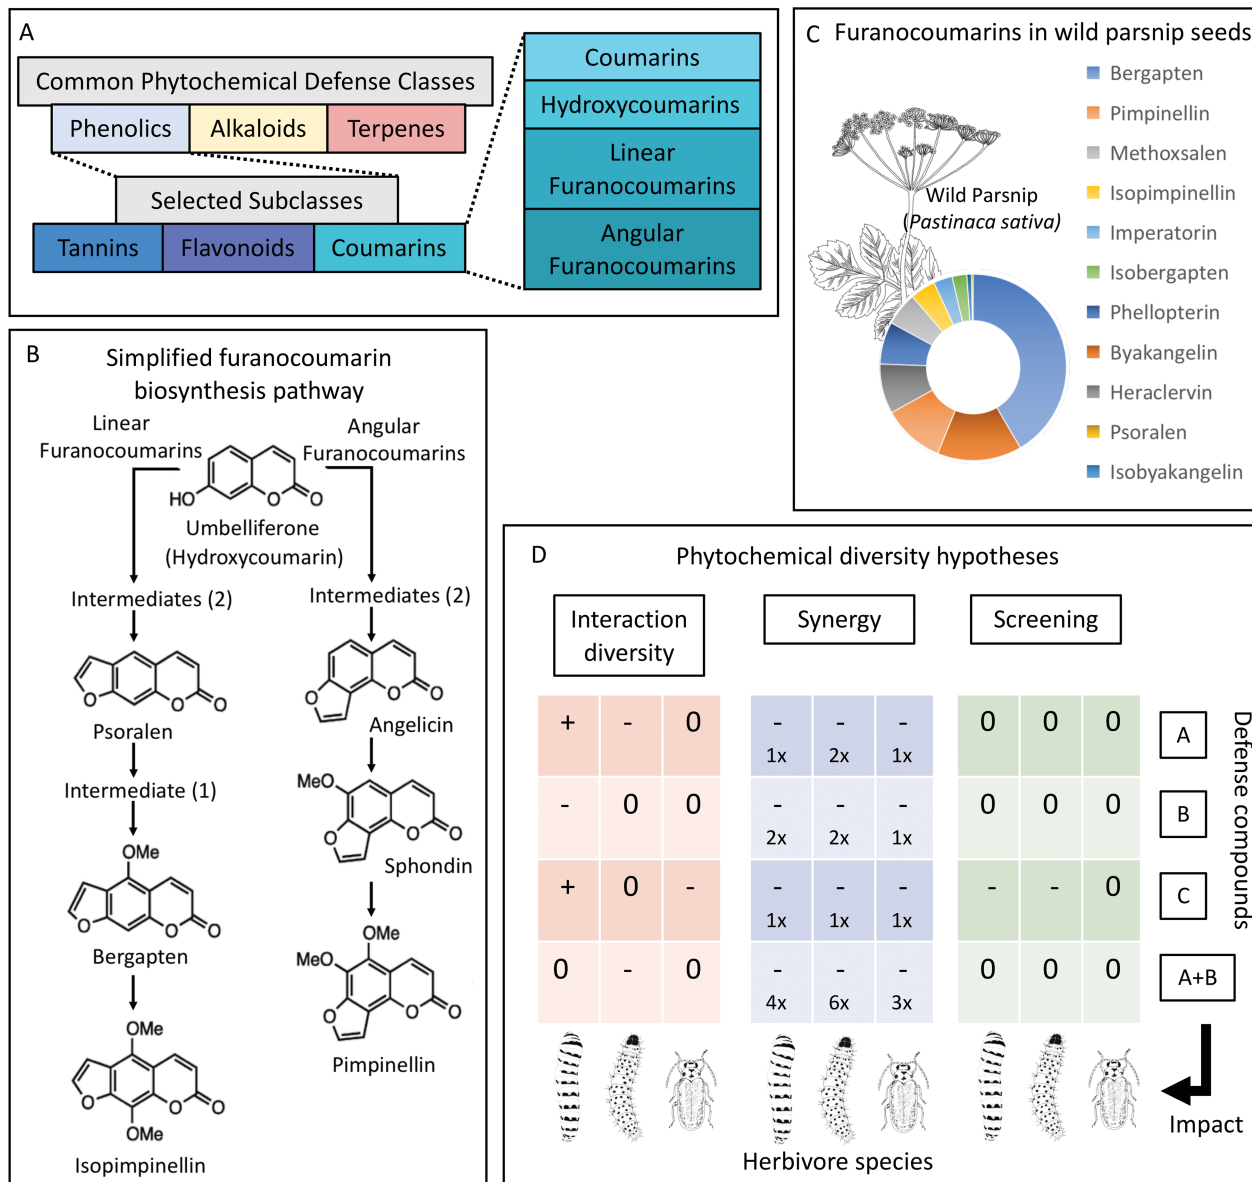 A
Common Phytochemical Defense Classes
Phenolics
Alkaloids
Terpenes
Selected Subclasses
Tannins
Flavonoids
Coumarins
Coumarins
Hydroxycoumarins
Linear
Furanocoumarins
Angular
Furanocoumarins
B
Simplified furanocoumarin
biosynthesis pathway
Linear
Furanocoumarins
Angular
Furanocoumarins
HO
O
O
Umbelliferone
(Hydroxycoumarin)
Intermediates (2)
Intermediates (2)
O
O
O
Psoralen
O
O
O
Angelicin
Intermediate (1)
MeO
O
O
O
Sphondin
OMe
O
O
O
Bergapten
OMe
MeO
O
O
O
Pimpinellin
OMe
O
O
O
OMe
Isopimpinellin
C Furanocoumarins in wild parsnip seeds
Wild Parsnip
(Pastinaca sativa)
Bergapten
Pimpinellin
Methoxsalen
Isopimpinellin
Imperatorin
Isobergapten
Phellopterin
Byakangelin
Heraclervin
Psoralen
Isobyakangelin
D
Phytochemical diversity hypotheses
Interaction
diversity
Synergy
Screening
+ - 0
- - -
1x 2x 1x
0 0 0
A
- 0 0
- - -
2x 2x 1x
0 0 0
B
+ 0 -
- - -
1x 1x 1x
- - 0
C
0 - 0
- - -
4x 6x 3x
0 0 0
A+B
Defense compounds
Impact
Herbivore species